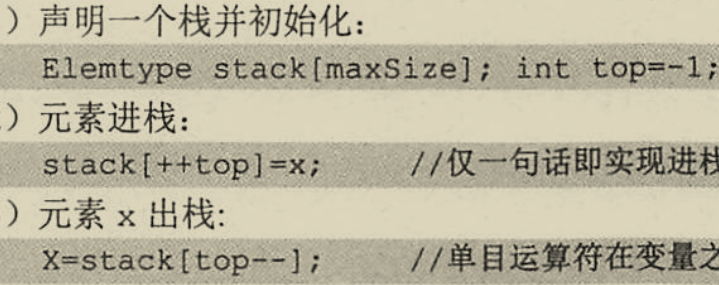 ）声明一个栈并初始化：
Elemtype stack[maxSize]; int top=-1;
）元素进栈：
stack[++top]=x; //仅一句话即实现进栈
）元素 x 出栈:
X=stack[top--]; //单目运算符在变量之